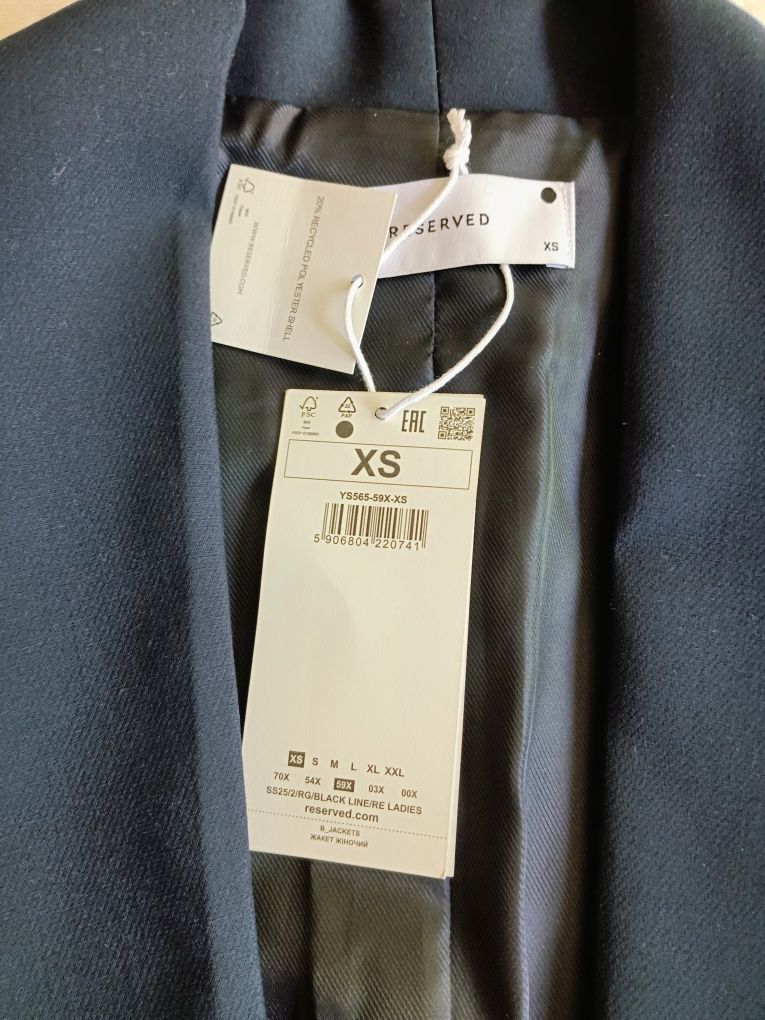 RESERVED
XS
20% RECYCLED POLYESTER SHELL
WWW.RESERVED.COM
FSC
MIX
Paper
PAP
EAC
XS
YS565-59X-XS
5 906804 220741
XS S M L XL XXL
70X 54X 59X 03X 00X
SS25/2/RG/BLACK LINE/RE LADIES
reserved.com
B_JACKETS
ЖАКЕТ ЖІНОЧИЙ